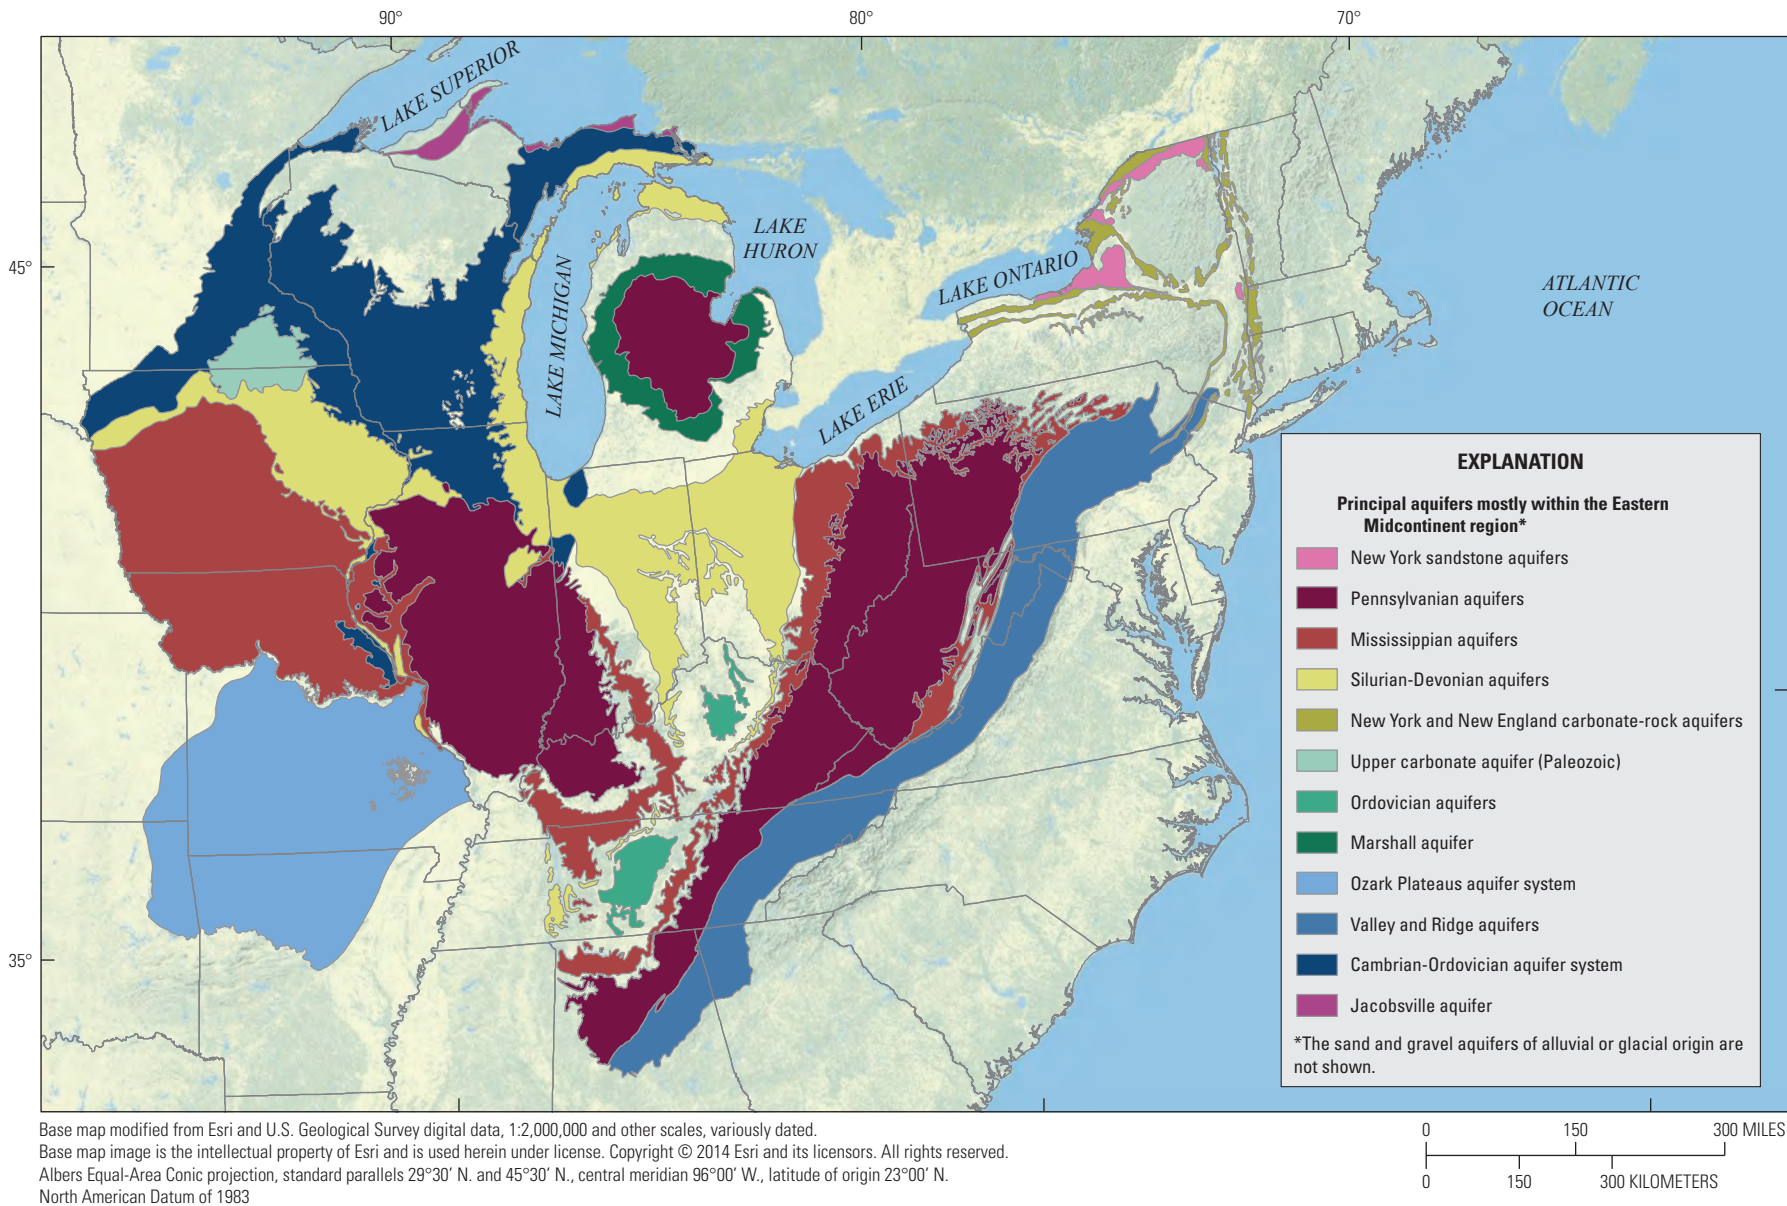 90°
80°
70°
LAKE SUPERIOR
LAKE
HURON
45°
LAKE ONTARIO
ATLANTIC
OCEAN
LAKE MICHIGAN
LAKE ERIE
35°
EXPLANATION
Principal aquifers mostly within the Eastern
Midcontinent region*
New York sandstone aquifers
Pennsylvanian aquifers
Mississippian aquifers
Silurian-Devonian aquifers
New York and New England carbonate-rock aquifers
Upper carbonate aquifer (Paleozoic)
Ordovician aquifers
Marshall aquifer
Ozark Plateaus aquifer system
Valley and Ridge aquifers
Cambrian-Ordovician aquifer system
Jacobsville aquifer
*The sand and gravel aquifers of alluvial or glacial origin are
not shown.
Base map modified from Esri and U.S. Geological Survey digital data, 1:2,000,000 and other scales, variously dated.
Base map image is the intellectual property of Esri and is used herein under license. Copyright © 2014 Esri and its licensors. All rights reserved.
Albers Equal-Area Conic projection, standard parallels 29°30′ N. and 45°30′ N., central meridian 96°00′ W., latitude of origin 23°00′ N.
North American Datum of 1983
0 150 300 MILES
0 150 300 KILOMETERS